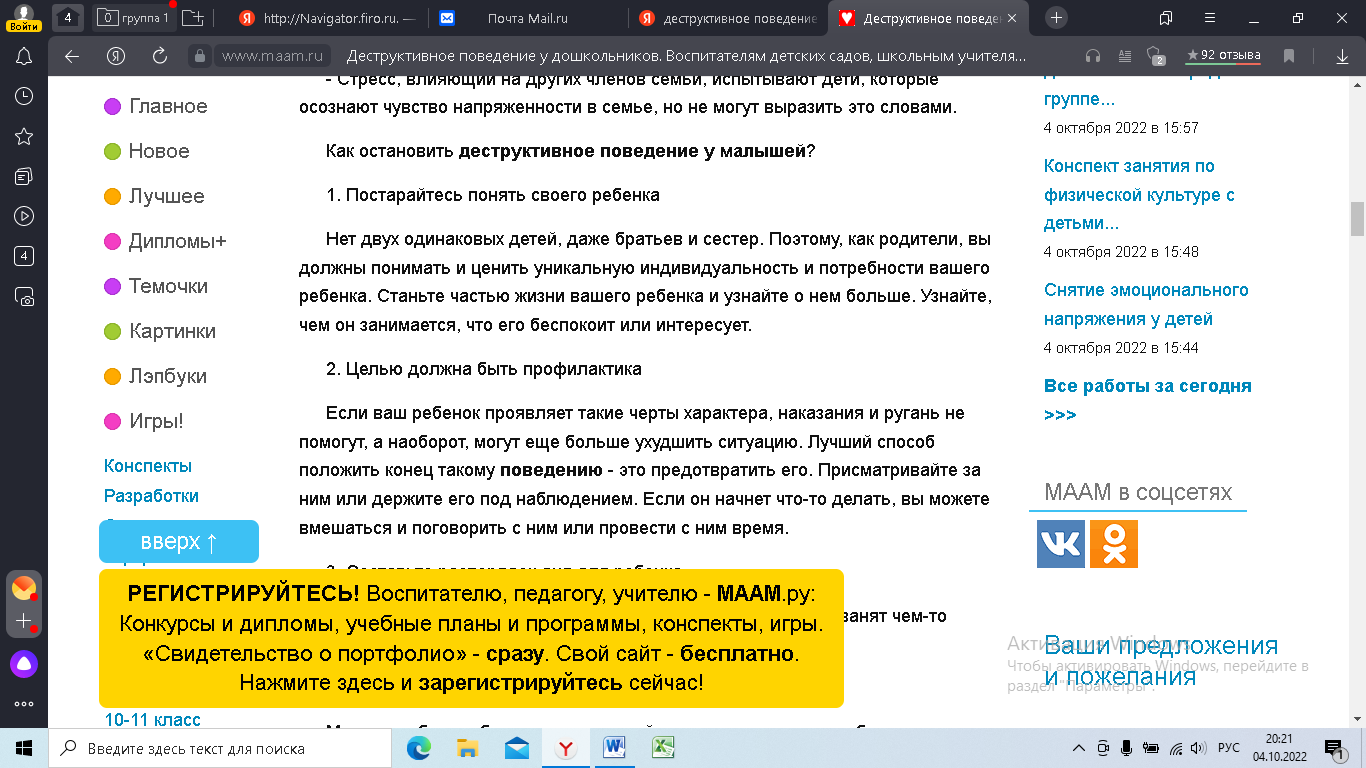 Войти
4
0 группа 1
http://Navigator.firo.ru. —
Почта Mail.ru
деструктивное поведение
Деструктивное поведен
www.maam.ru
Деструктивное поведение у дошкольников. Воспитателям детских садов, школьным учителя...
2
★92 отзыва
4
Главное
Новое
Лучшее
Дипломы+
Темочки
Картинки
Лэпбуки
Игры!
Конспекты
Разработки
вверх ↑
10-11 класс
- Стресс, влияющий на других членов семьи, испытывают дети, которые
осознают чувство напряженности в семье, но не могут выразить это словами.
Как остановить деструктивное поведение у малышей?
1. Постарайтесь понять своего ребенка
Нет двух одинаковых детей, даже братьев и сестер. Поэтому, как родители, вы
должны понимать и ценить уникальную индивидуальность и потребности вашего
ребенка. Станьте частью жизни вашего ребенка и узнайте о нем больше. Узнайте,
чем он занимается, что его беспокоит или интересует.
2. Целью должна быть профилактика
Если ваш ребенок проявляет такие черты характера, наказания и ругань не
помогут, а наоборот, могут еще больше ухудшить ситуацию. Лучший способ
положить конец такому поведению - это предотвратить его. Присматривайте за
ним или держите его под наблюдением. Если он начнет что-то делать, вы можете
вмешаться и поговорить с ним или провести с ним время.
чем-то
РЕГИСТРИРУЙТЕСЬ! Воспитателю, педагогу, учителю - МААМ.ру:
Конкурсы и дипломы, учебные планы и программы, конспекты, игры.
«Свидетельство о портфолио» - сразу. Свой сайт - бесплатно.
Нажмите здесь и зарегистрируйтесь сейчас!
группе...
4 октября 2022 в 15:57
Конспект занятия по
физической культуре с
детьми...
4 октября 2022 в 15:48
Снятие эмоционального
напряжения у детей
4 октября 2022 в 15:44
Все работы за сегодня
>>>
МААМ в соцсетях
Ваши предложения
и пожелания
Активация Windows
Чтобы активировать Windows, перейдите в
раздел "Параметры".
Введите здесь текст для поиска
РУС
20:21
04.10.2022
1